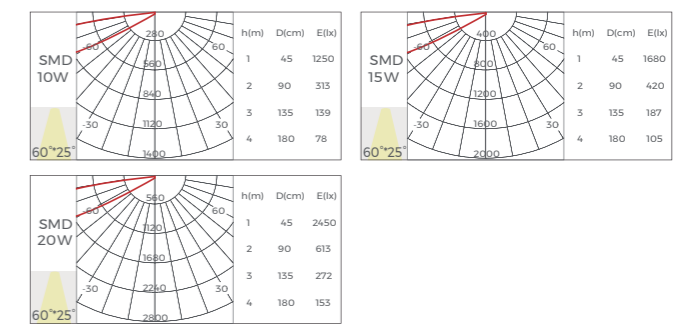 SMD
10W
60°*25°
280
560
840
1120
1400
-60
60
-30
30
h(m) D(cm) E(lx)
1 45 1250
2 90 313
3 135 139
4 180 78
SMD
15W
60°*25°
400
800
1200
1600
2000
-60
60
-30
30
h(m) D(cm) E(lx)
1 45 1680
2 90 420
3 135 187
4 180 105
SMD
20W
60°*25°
560
1120
1680
2240
2800
-60
60
-30
30
h(m) D(cm) E(lx)
1 45 2450
2 90 613
3 135 272
4 180 153